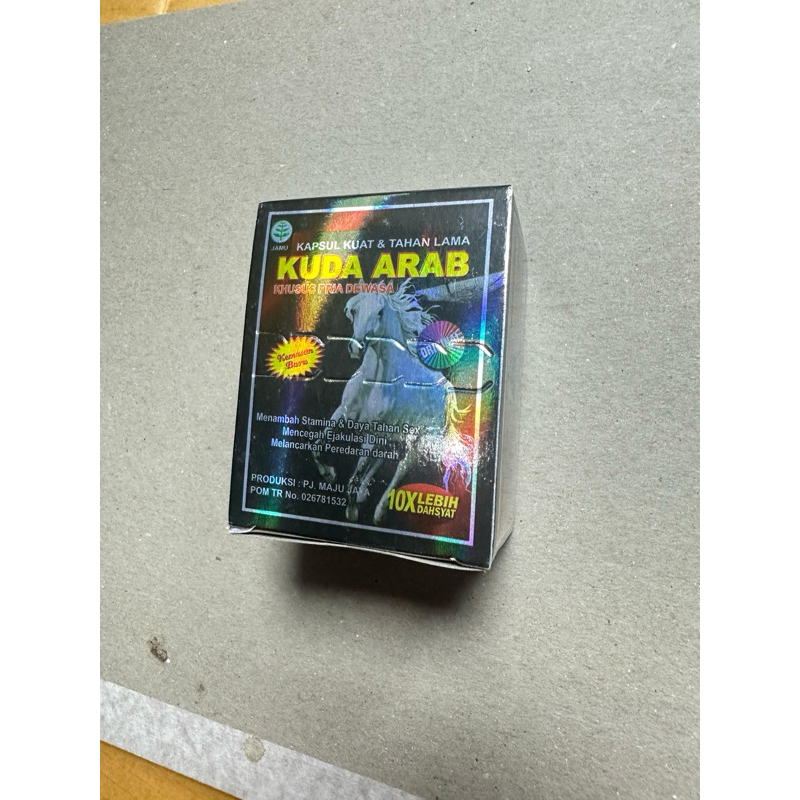 JAMU
KAPSUL KUAT & TAHAN LAMA
KUDA ARAB
KHUSUS PRIA DEWASA
Kemasan
Baru
Menambah Stamina & Daya Tahan Sex
Mencegah Ejakulasi Dini
Melancarkan Peredaran darah
PRODUKSI : PJ. MAJU JAYA
POM TR No. 026781532
10X LEBIH
DAHSYAT